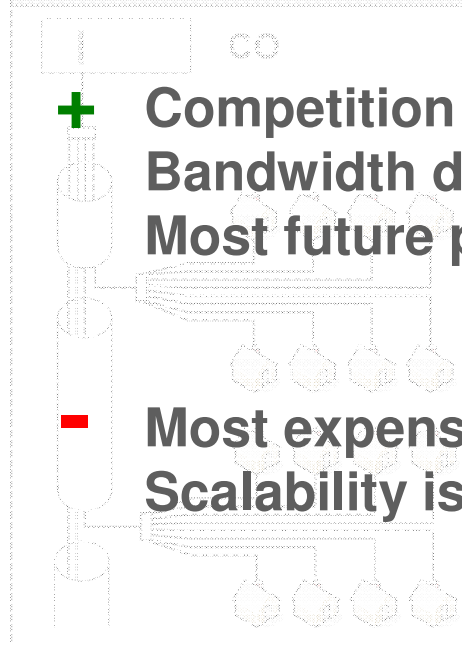 CO
+ Competition
Bandwidth d
Most future p
- Most expens
Scalability is